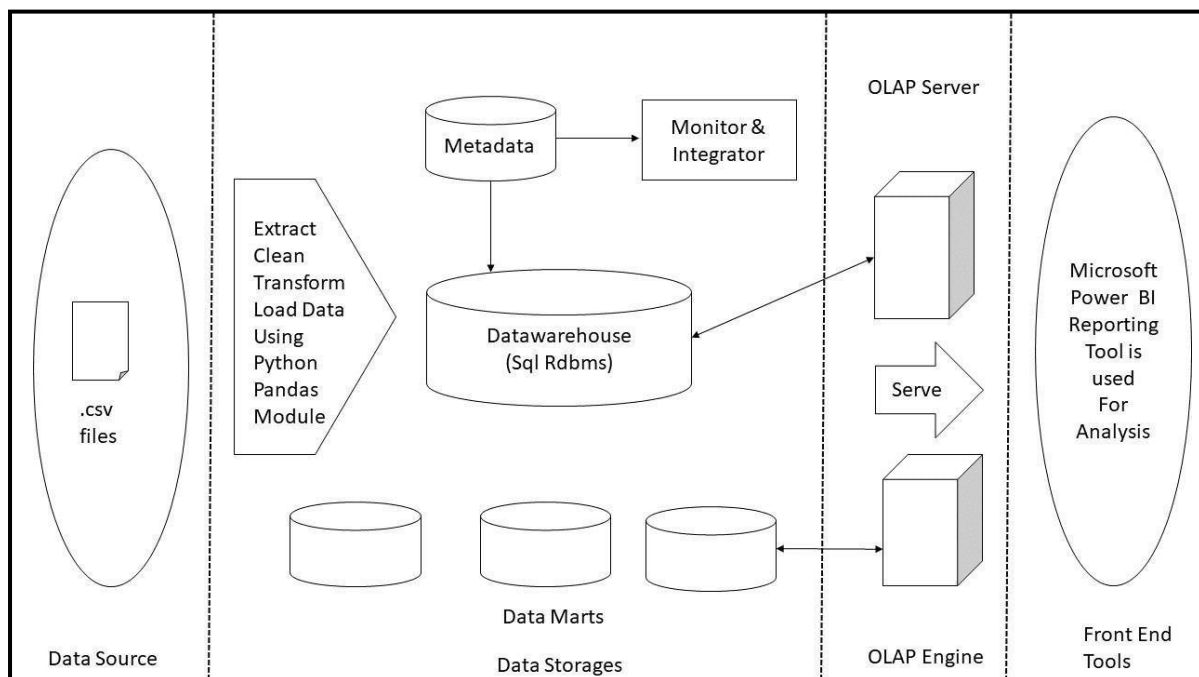 .csv
files
Data Source
Extract
Clean
Transform
Load Data
Using
Python
Pandas
Module
Metadata
Monitor &
Integrator
Datawarehouse
(Sql Rdbms)
Data Marts
Data Storages
OLAP Server
Serve
OLAP Engine
Microsoft
Power BI
Reporting
Tool is
used
For
Analysis
Front End
Tools